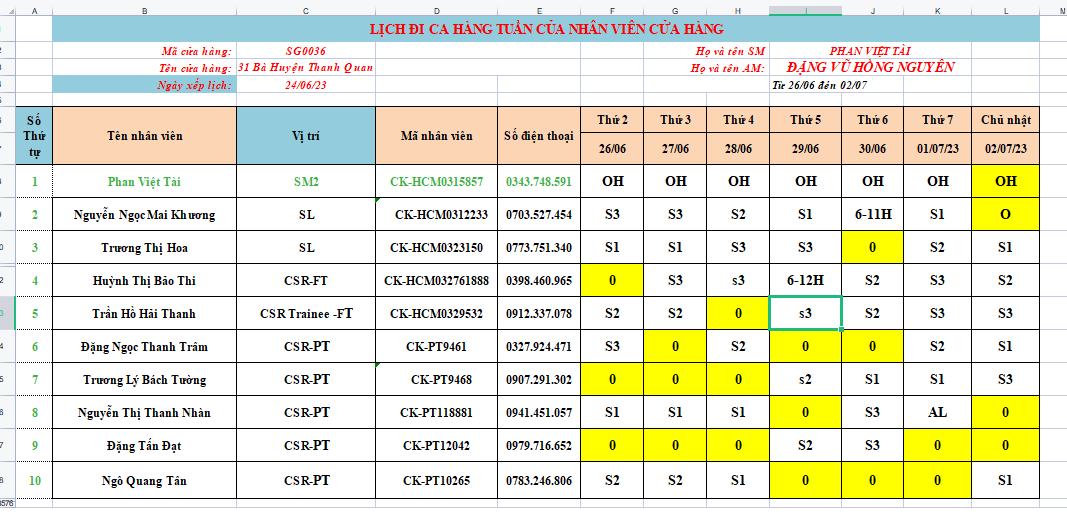 A B C D E F G H I J K L M
LỊCH ĐI CA HÀNG TUẦN CỦA NHÂN VIÊN CỬA HÀNG
Mã cửa hàng: SG0036 Họ và tên SM PHAN VIỆT TÀI
Tên cửa hàng: 31 Bà Huyện Thanh Quan Họ và tên AM: ĐẶNG VŨ HỒNG NGUYÊN
Ngày xếp lịch: 24/06/23 Từ 26/06 đến 02/07
Số Thứ tự Tên nhân viên Vị trí Mã nhân viên Số điện thoại Thứ 2 Thứ 3 Thứ 4 Thứ 5 Thứ 6 Thứ 7 Chủ nhật
26/06 27/06 28/06 29/06 30/06 01/07/23 02/07/23
1 Phan Việt Tài SM2 CK-HCM0315857 0343.748.591 OH OH OH OH OH OH OH
2 Nguyễn Ngọc Mai Khương SL CK-HCM0312233 0703.527.454 S3 S3 S2 S1 6-11H S1 O
3 Trương Thị Hoa SL CK-HCM0323150 0773.751.340 S1 S1 S3 S3 0 S2 S1
4 Huỳnh Thị Bảo Thi CSR-FT CK-HCM032761888 0398.460.965 0 S3 s3 6-12H S2 S3 S2
5 Trần Hồ Hải Thanh CSR Trainee -FT CK-HCM0329532 0912.337.078 S2 S2 0 s3 S2 S3 S3
6 Đặng Ngọc Thanh Trâm CSR-PT CK-PT9461 0327.924.471 S3 0 S2 0 0 S2 S1
7 Trương Lý Bách Tường CSR-PT CK-PT9468 0907.291.302 0 0 0 s2 S1 S1 S3
8 Nguyễn Thị Thanh Nhàn CSR-PT CK-PT118881 0941.451.057 S1 S1 S1 0 S3 AL 0
9 Đặng Tấn Đạt CSR-PT CK-PT12042 0979.716.652 0 0 0 S2 S3 0 0
10 Ngô Quang Tân CSR-PT CK-PT10265 0783.246.806 S2 S2 S1 0 0 0 S1